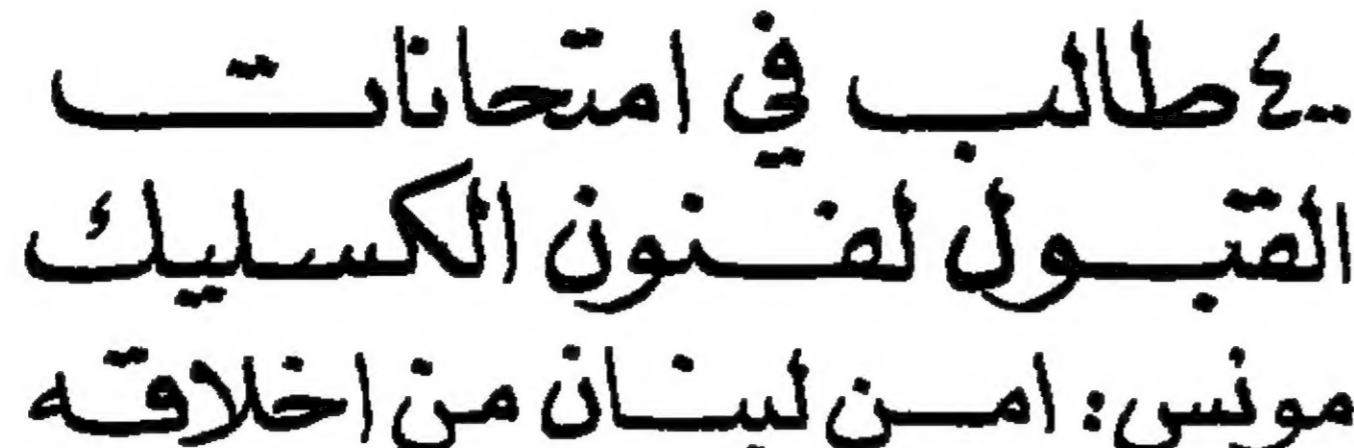 ٤٠٠ طالب في امتحانات
القبول لفنون الكسليك
مونس: امن لبنان من اخلاقه